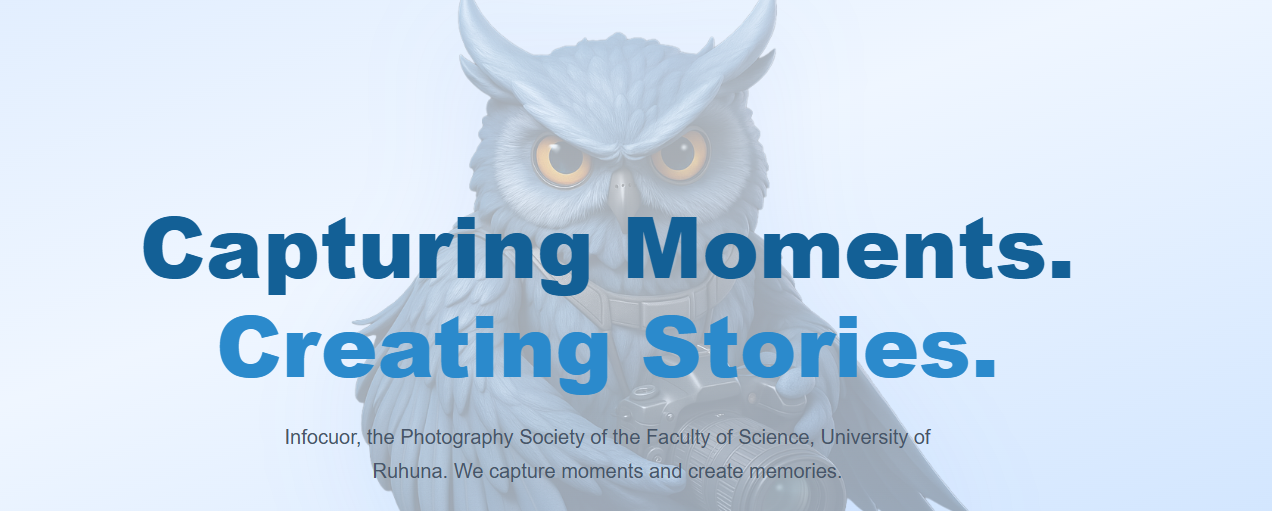 Capturing Moments.
Creating Stories.
Infocuor, the Photography Society of the Faculty of Science, University of
Ruhuna. We capture moments and create memories.